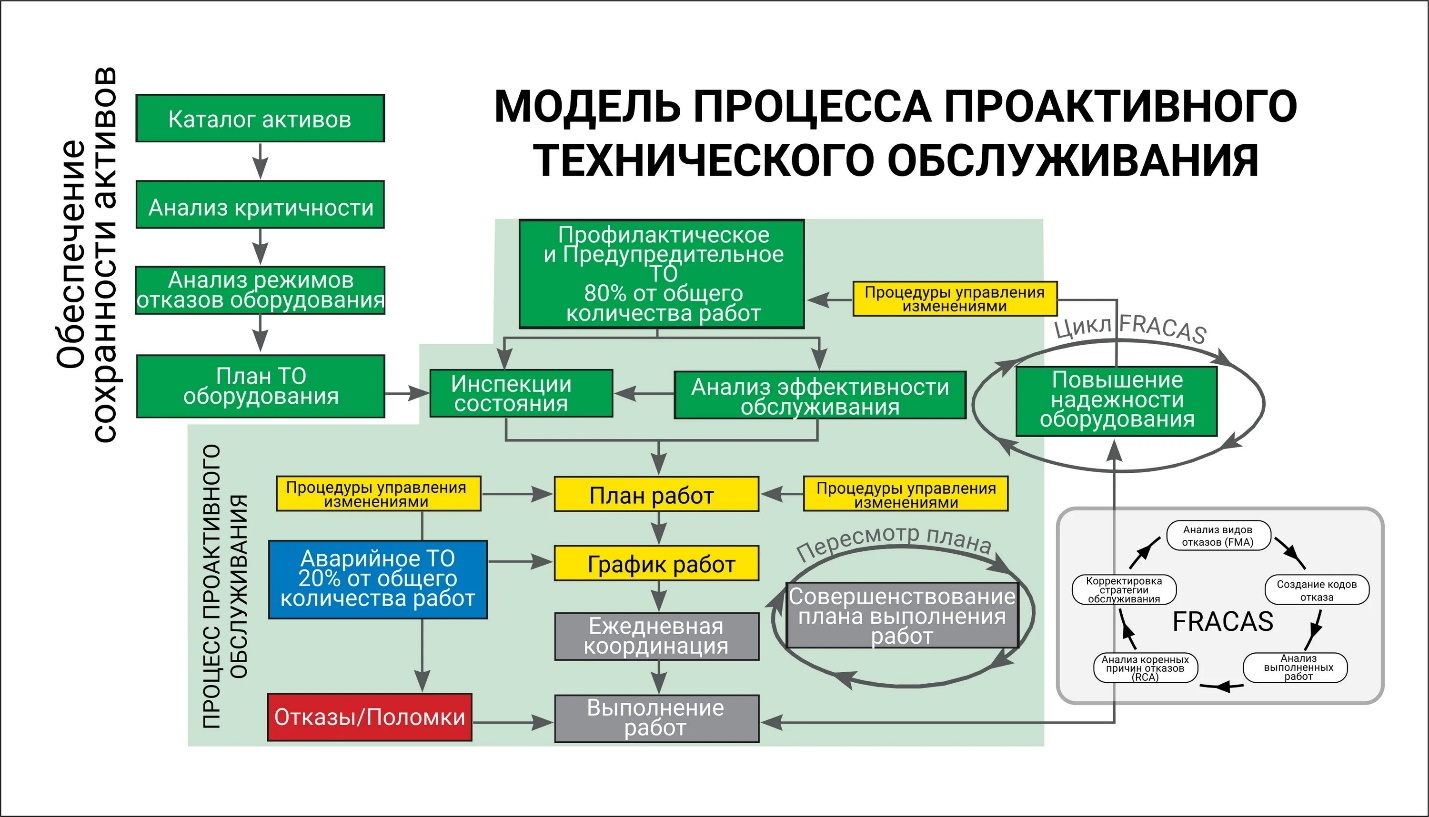 МОДЕЛЬ ПРОЦЕССА ПРОАКТИВНОГО
ТЕХНИЧЕСКОГО ОБСЛУЖИВАНИЯ
Обеспечение
сохранности активов
Каталог активов
Анализ критичности
Анализ режимов
отказов оборудования
План ТО
оборудования
Профилактическое
и Предупредительное
ТО
80% от общего
количества работ
Процедуры управления
изменениями
Цикл FRACAS
Инспекции
состояния
Анализ эффективности
обслуживания
Повышение
надежности
оборудования
ПРОЦЕСС ПРОАКТИВНОГО
ОБСЛУЖИВАНИЯ
Процедуры управления
изменениями
План работ
Процедуры управления
изменениями
Аварийное ТО
20% от общего
количества работ
График работ
Пересмотр плана
Совершенствование
плана выполнения
работ
Ежедневная
координация
Отказы/Поломки
Выполнение
работ
Анализ видов
отказов (FMA)
Корректировка
стратегии
обслуживания
Создание кодов
отказа
FRACAS
Анализ коренных
причин отказов
(RCA)
Анализ
выполненных
работ